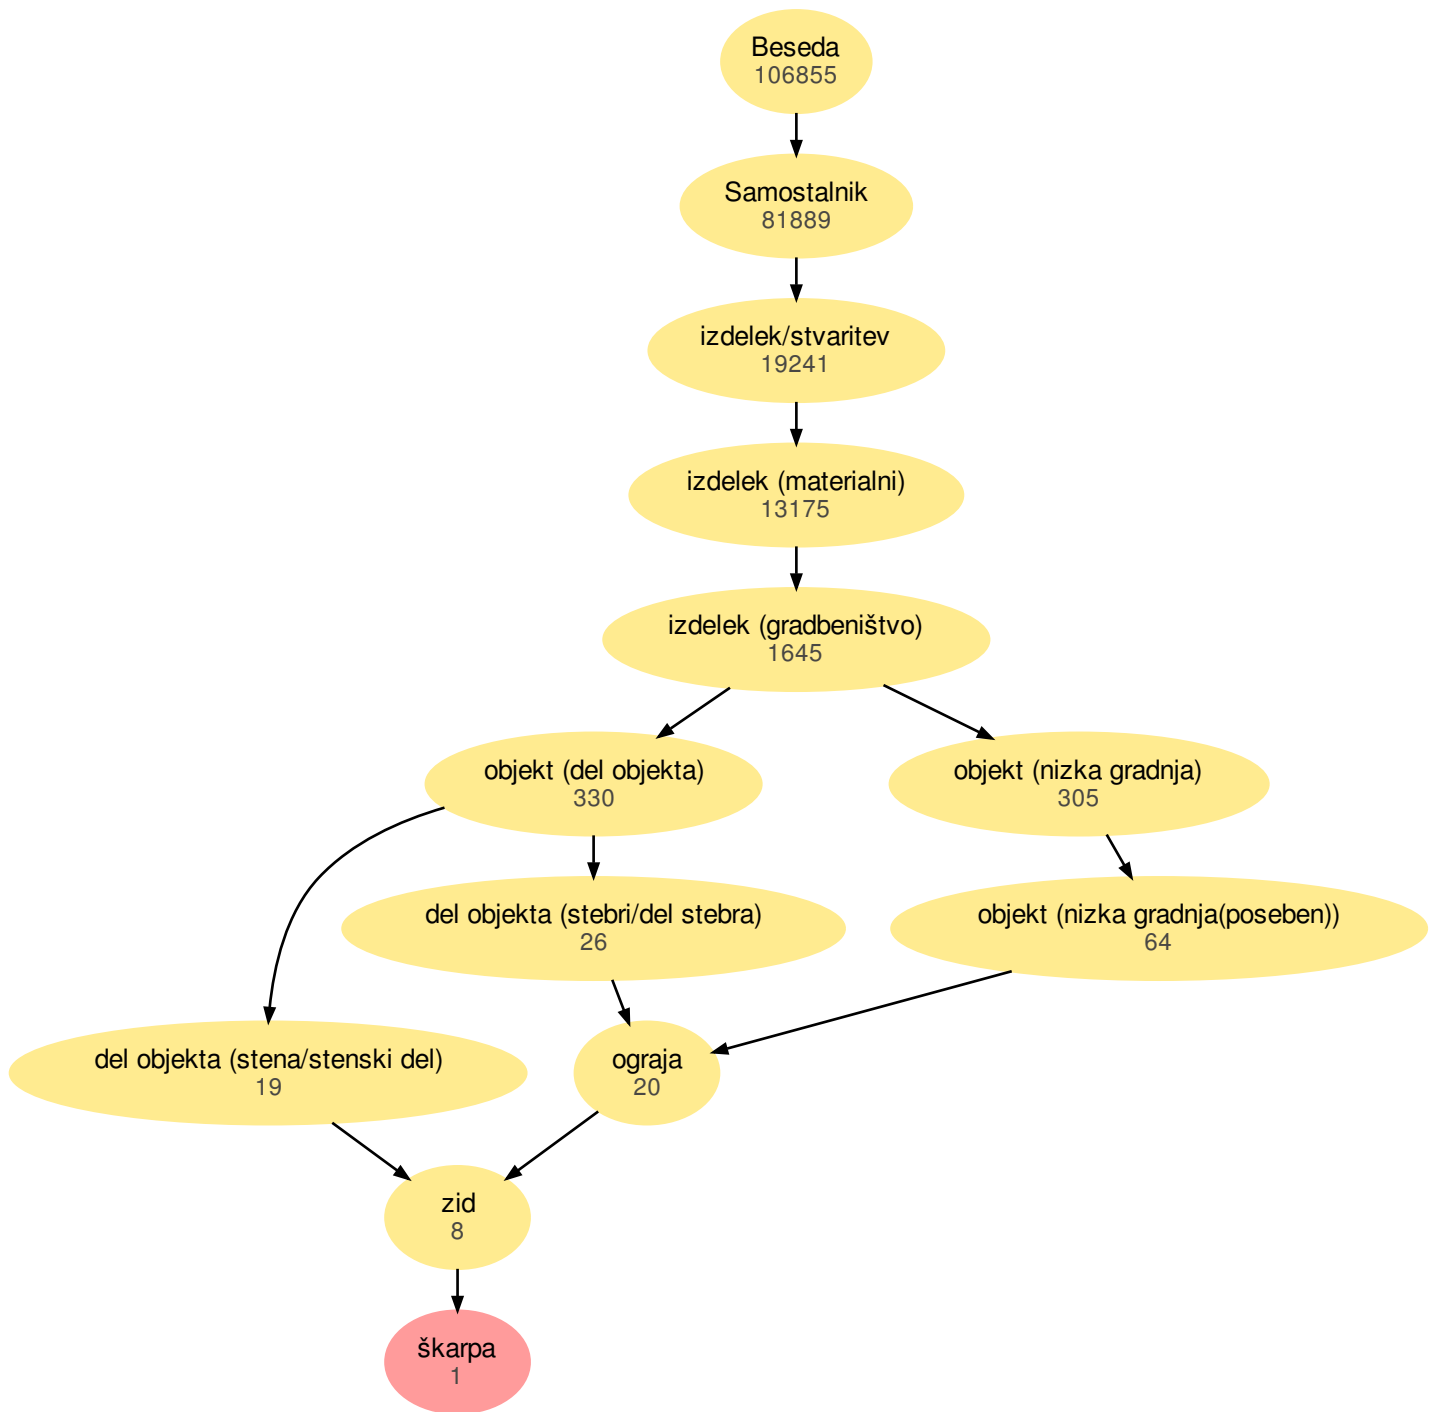 Beseda
106855
Samostalnik
81889
izdelek/stvaritev
19241
izdelek (materialni)
13175
izdelek (gradbeništvo)
1645
objekt (del objekta)
330
objekt (nizka gradnja)
305
del objekta (stebri/del stebra)
26
objekt (nizka gradnja(poseben))
64
del objekta (stena/stenski del)
19
ograja
20
zid
8
škarpa
1